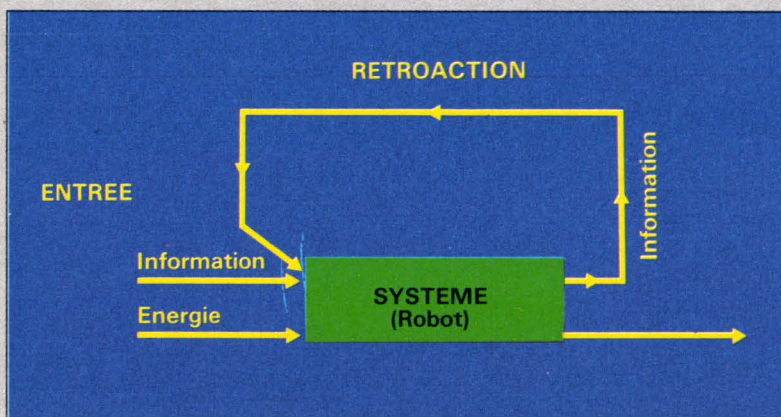 RETROACTION
ENTREE
Information
Information
Energie
SYSTEME
(Robot)